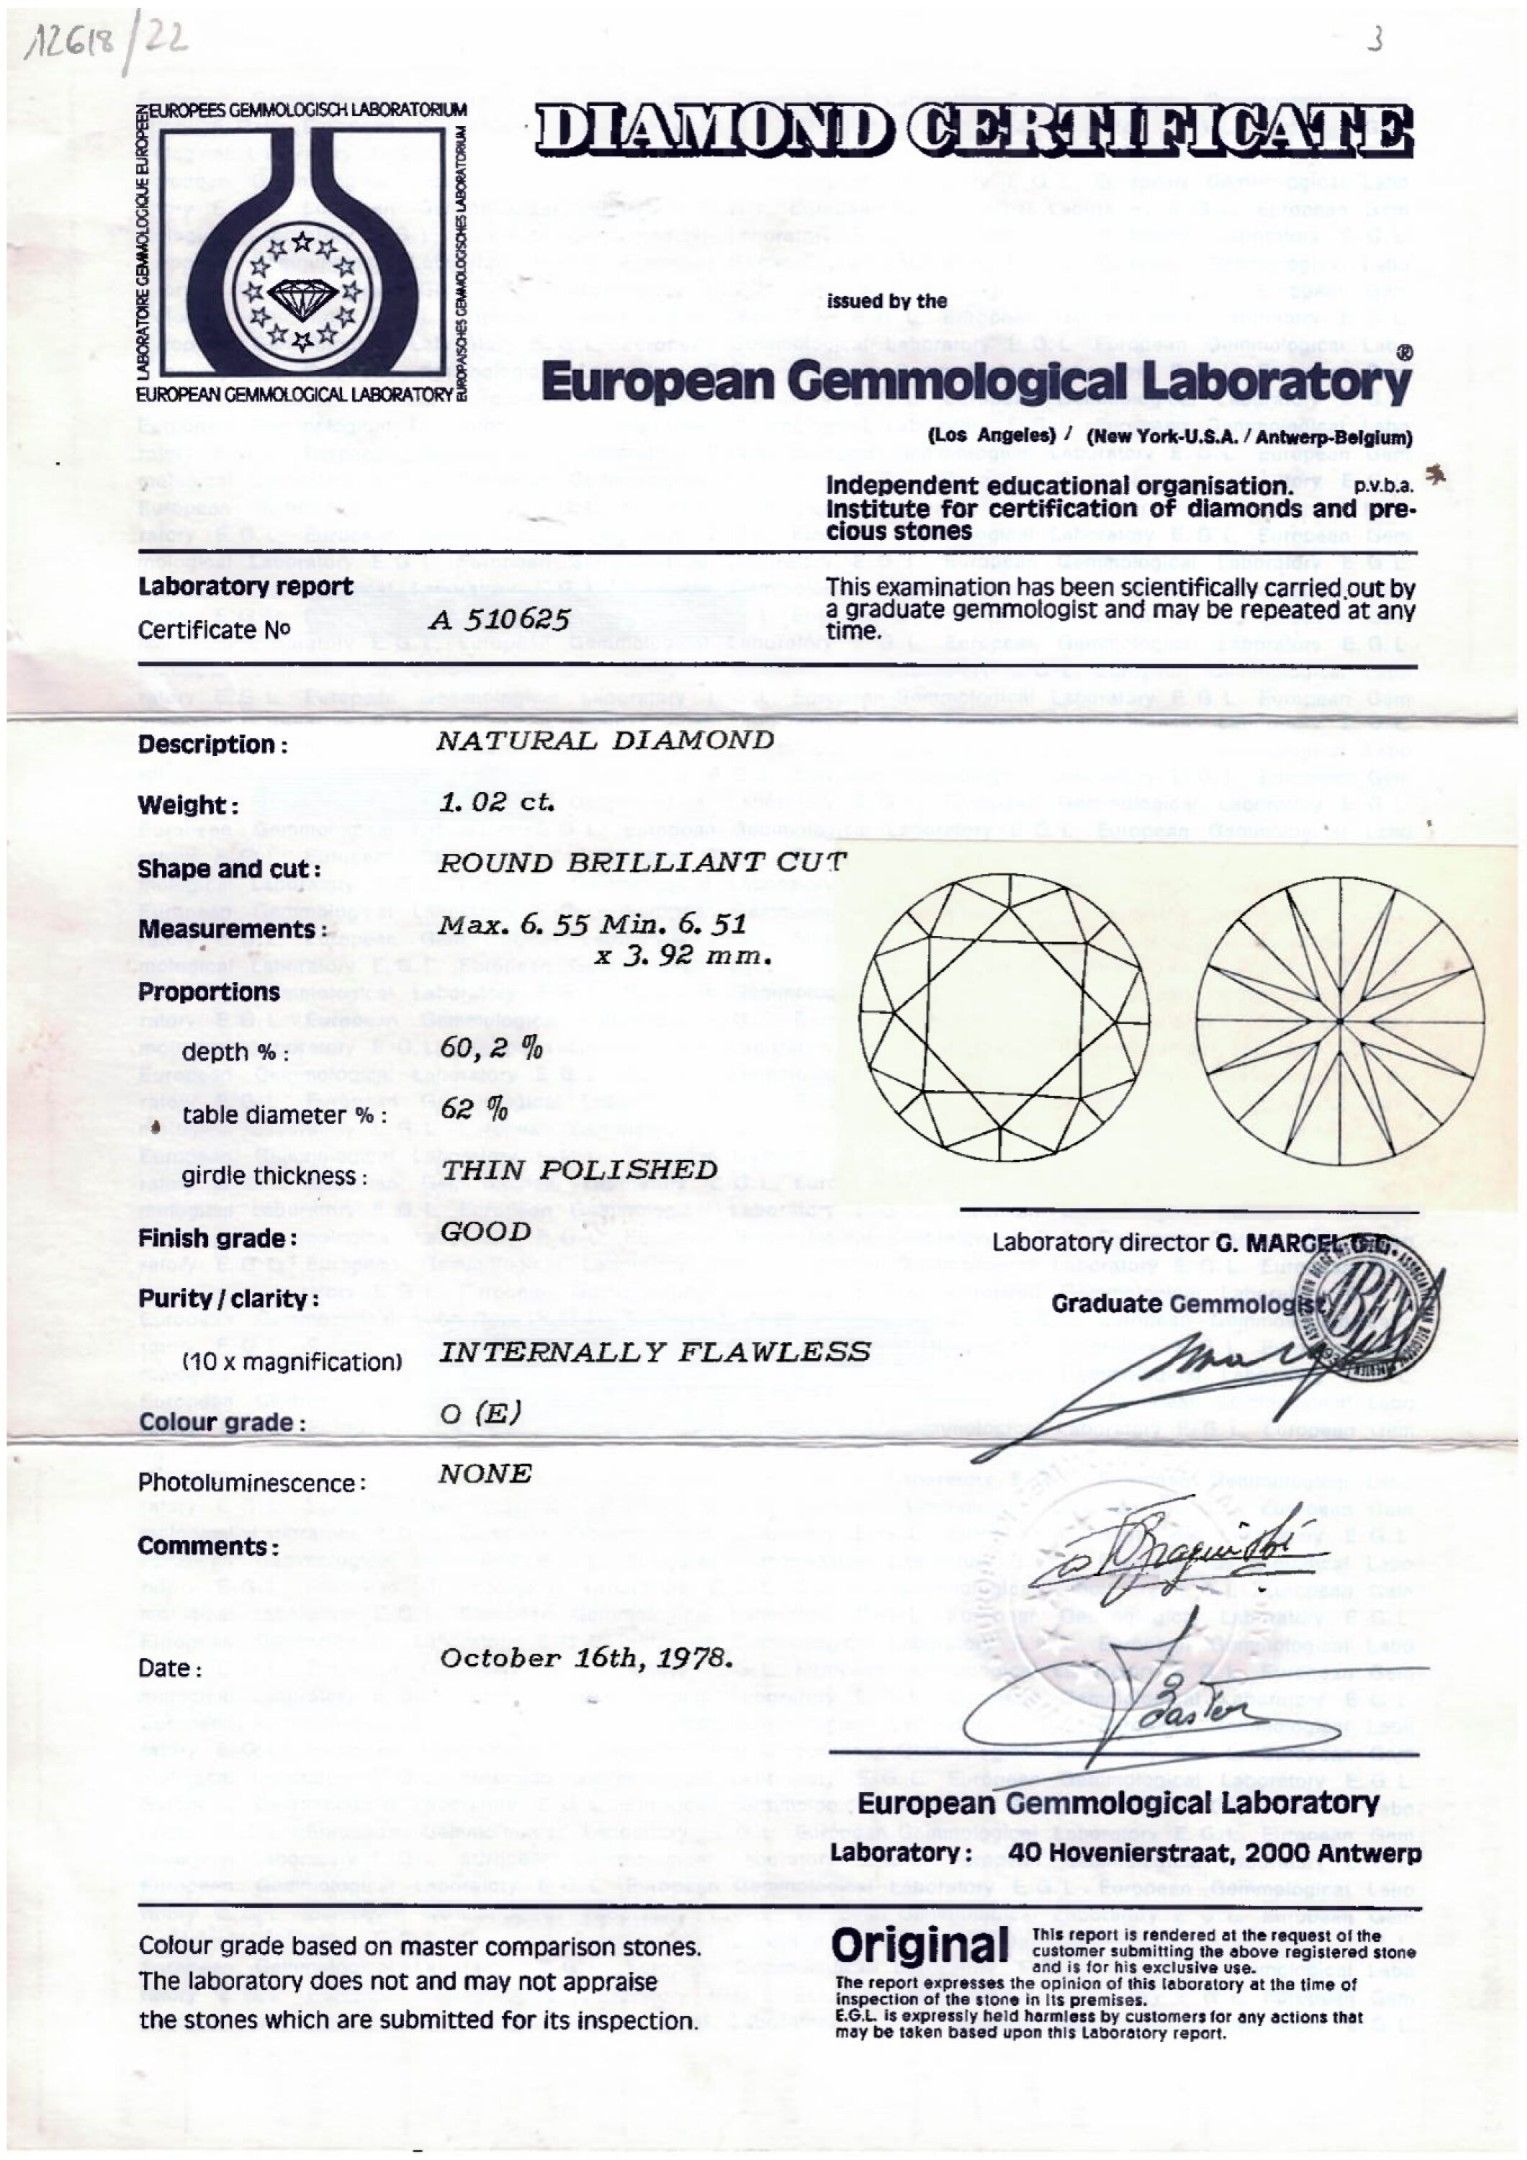 12618/22
3
EUROPEES GEMMOLOGISCH LABORATORIUM
LABORATOIRE GEMMOLOGIQUE EUROPEEN
EUROPAISCHES GEMMOLOGISCHES LABORATORIUM
EUROPEAN GEMMOLOGICAL LABORATORY
DIAMOND CERTIFICATE
issued by the
European Gemmological Laboratory ®
(Los Angeles) / (New York-U.S.A. / Antwerp-Belgium)
Independent educational organisation. p.v.b.a.
Institute for certification of diamonds and pre-
cious stones
Laboratory report
Certificate No A 510625
This examination has been scientifically carried out by
a graduate gemmologist and may be repeated at any
time.
Description : NATURAL DIAMOND
Weight : 1.02 ct.
Shape and cut : ROUND BRILLIANT CUT
Measurements : Max. 6.55 Min. 6.51
x 3.92 mm.
Proportions
depth % : 60,2 %
table diameter % : 62 %
girdle thickness : THIN POLISHED
Finish grade : GOOD
Purity / clarity :
(10 x magnification) INTERNALLY FLAWLESS
Colour grade : O (E)
Photoluminescence : NONE
Comments :
Date : October 16th, 1978.
Laboratory director G. MARCEL G.G.
Graduate Gemmologist
European Gemmological Laboratory
Laboratory : 40 Hovenierstraat, 2000 Antwerp
Colour grade based on master comparison stones.
The laboratory does not and may not appraise
the stones which are submitted for its inspection.
Original This report is rendered at the request of the
customer submitting the above registered stone
and is for his exclusive use.
The report expresses the opinion of this laboratory at the time of
inspection of the stone in its premises.
E.G.L. is expressly held harmless by customers for any actions that
may be taken based upon this Laboratory report.